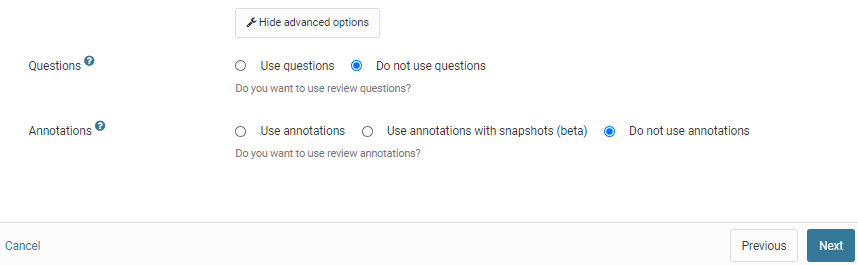 Hide advanced options
Questions ?
Use questions Do not use questions
Do you want to use review questions?
Annotations ?
Use annotations Use annotations with snapshots (beta) Do not use annotations
Do you want to use review annotations?
Cancel Previous Next